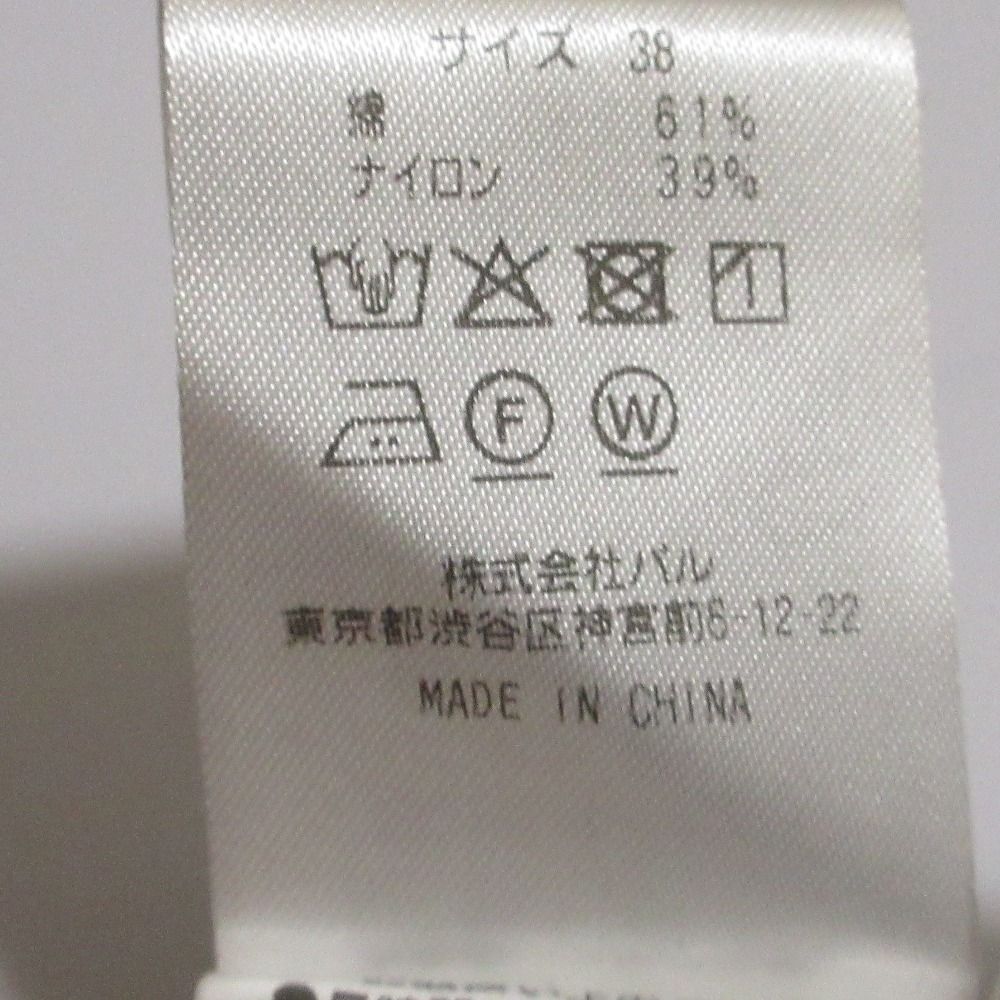 サイズ 38
綿 61%
ナイロン 39%
F W
株式会社バル
東京都渋谷区神宮前6-12-22
MADE IN CHINA